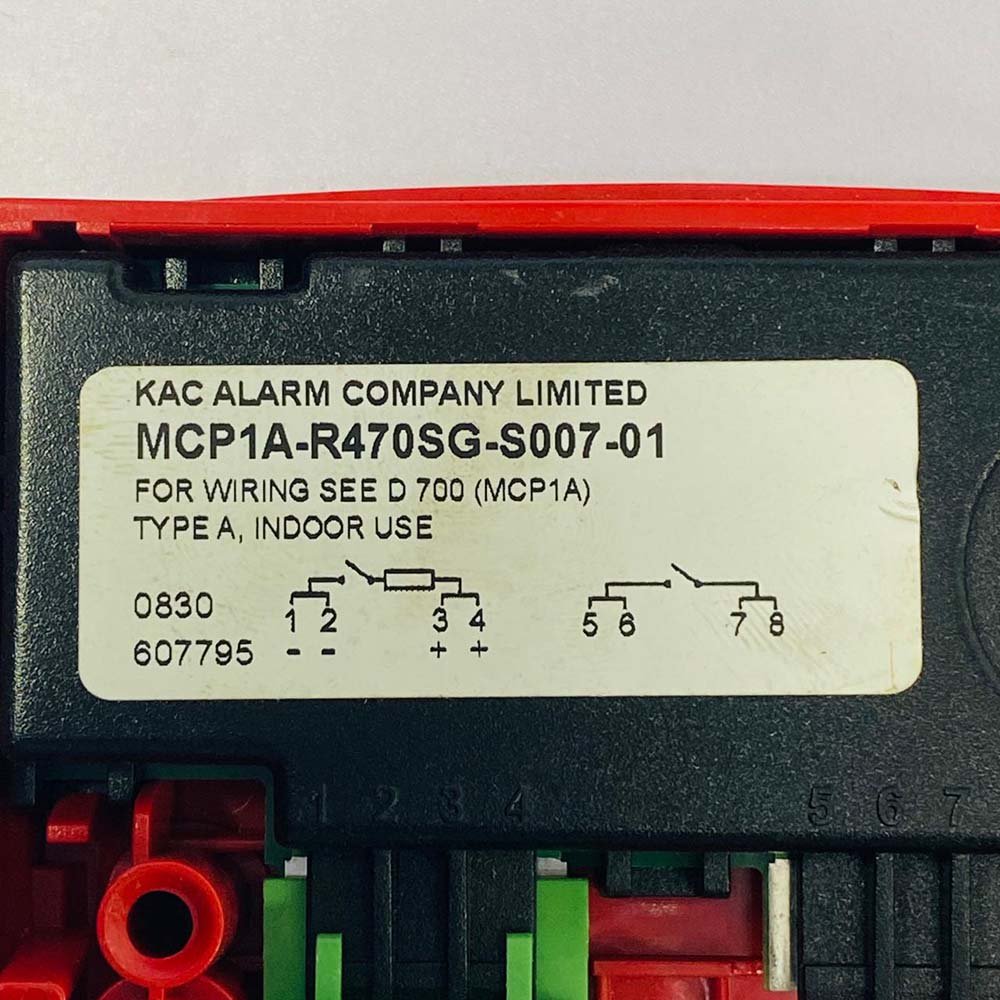 KAC ALARM COMPANY LIMITED
MCP1A-R470SG-S007-01
FOR WIRING SEE D 700 (MCP1A)
TYPE A, INDOOR USE
0830
607795
1 2 3 4 5 6 7 8
- - + +
1 2 3 4 5 6 7